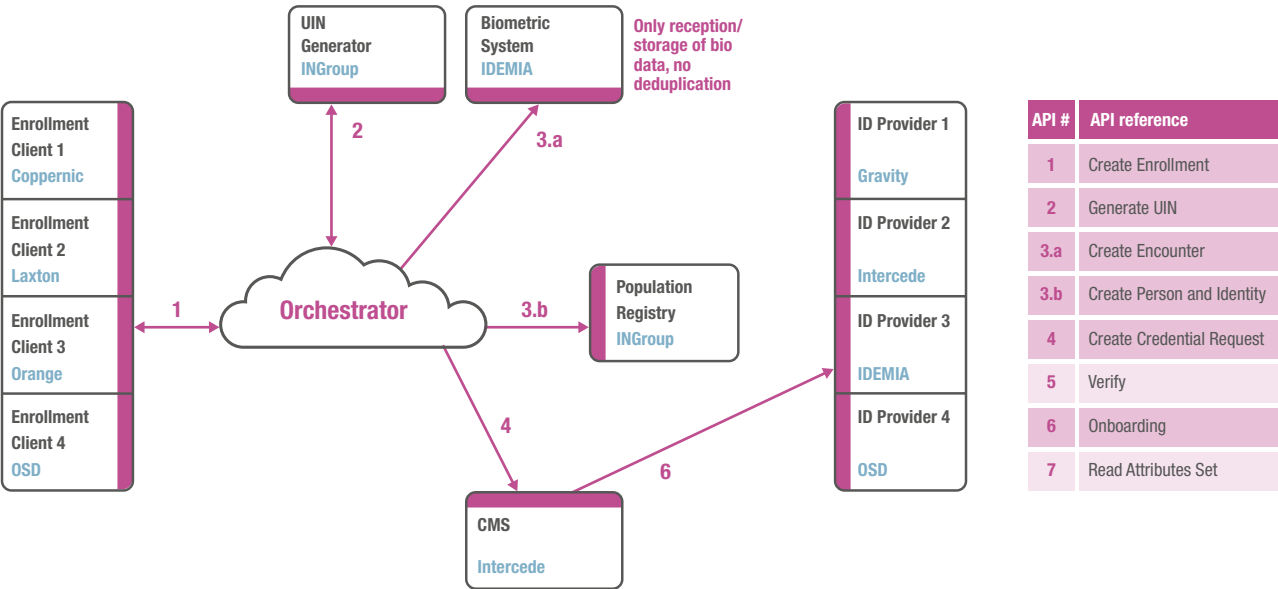 UIN
Generator
INGroup
Biometric
System
IDEMIA
Only reception/
storage of bio
data, no
deduplication
Enrollment
Client 1
Coppernic
Enrollment
Client 2
Laxton
Enrollment
Client 3
Orange
Enrollment
Client 4
OSD
1
2
3.a
Orchestrator
3.b
4
6
Population
Registry
INGroup
CMS
Intercede
ID Provider 1
Gravity
ID Provider 2
Intercede
ID Provider 3
IDEMIA
ID Provider 4
OSD
API # API reference
1 Create Enrollment
2 Generate UIN
3.a Create Encounter
3.b Create Person and Identity
4 Create Credential Request
5 Verify
6 Onboarding
7 Read Attributes Set